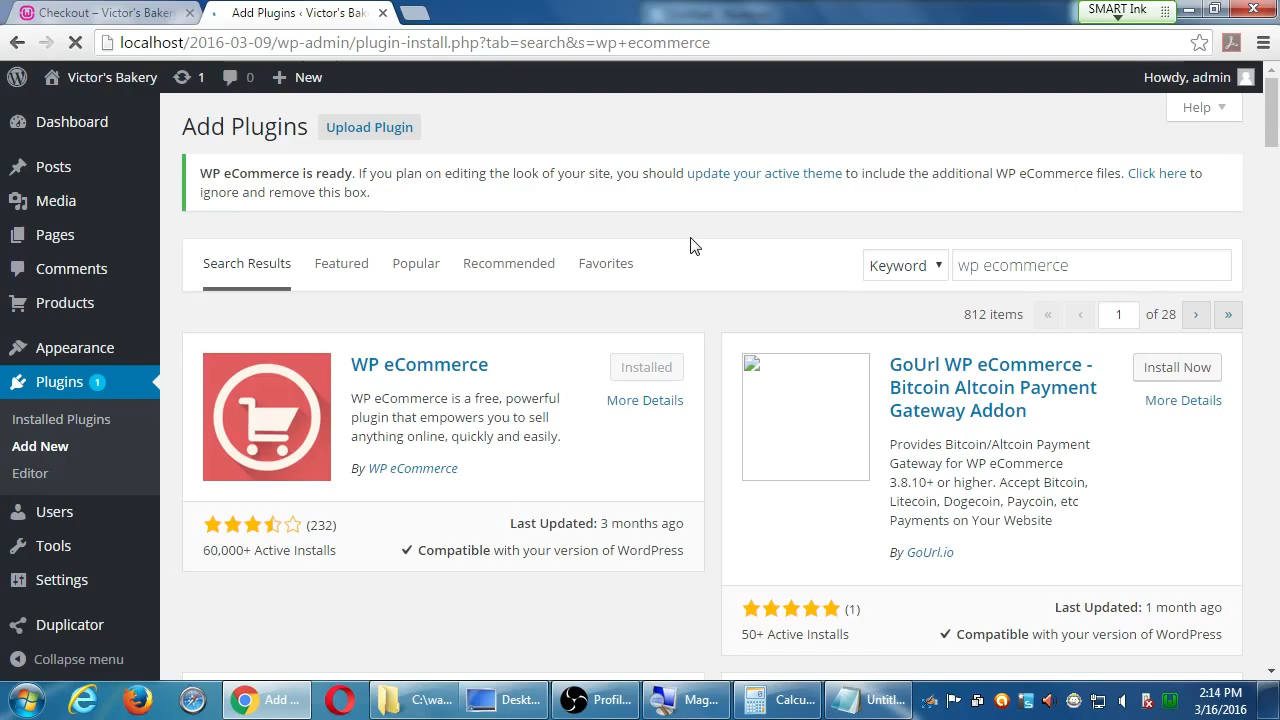 Checkout – Victor's Bakery
Add Plugins ‹ Victor's Bak
SMART Ink
localhost/2016-03-09/wp-admin/plugin-install.php?tab=search&s=wp+ecommerce
Victor's Bakery 1 0 New Howdy, admin
Dashboard
Posts
Media
Pages
Comments
Products
Appearance
Plugins 1
Installed Plugins
Add New
Editor
Users
Tools
Settings
Duplicator
Collapse menu
Help
Add Plugins Upload Plugin
WP eCommerce is ready. If you plan on editing the look of your site, you should update your active theme to include the additional WP eCommerce files. Click here to
ignore and remove this box.
Search Results Featured Popular Recommended Favorites Keyword wp ecommerce
812 items « ‹ 1 of 28 › »
WP eCommerce
Installed
More Details
WP eCommerce is a free, powerful
plugin that empowers you to sell
anything online, quickly and easily.
By WP eCommerce
(232)
Last Updated: 3 months ago
60,000+ Active Installs
Compatible with your version of WordPress
GoUrl WP eCommerce -
Bitcoin Altcoin Payment
Gateway Addon
Install Now
More Details
Provides Bitcoin/Altcoin Payment
Gateway for WP eCommerce
3.8.10+ or higher. Accept Bitcoin,
Litecoin, Dogecoin, Paycoin, etc
Payments on Your Website
By GoUrl.io
(1)
Last Updated: 1 month ago
50+ Active Installs
Compatible with your version of WordPress
Add ... C:\wa... Deskt... Profil... Mag... Calcu... Untitl...
2:14 PM
3/16/2016